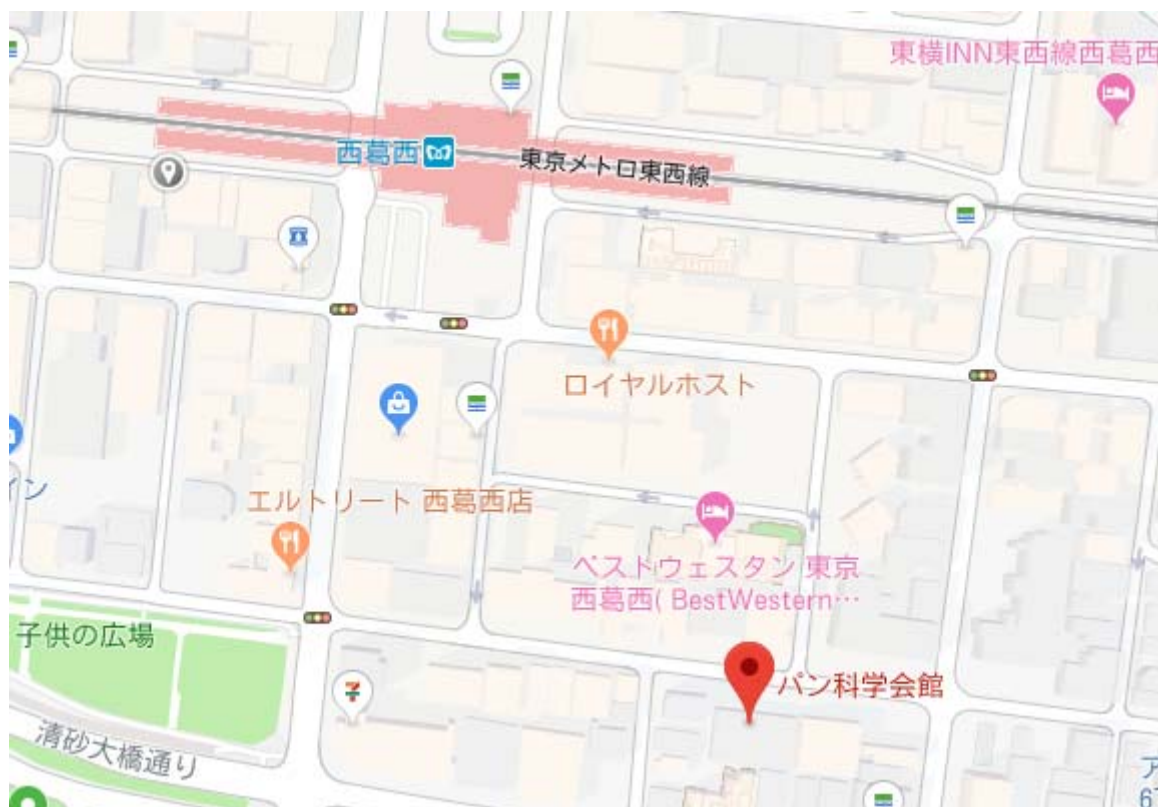 東横INN東西線西葛西
西葛西
東京メトロ東西線
ロイヤルホスト
イン
エルトリート 西葛西店
ベストウェスタン 東京
西葛西( BestWestern…
子供の広場
パン科学会館
清砂大橋通り
ア